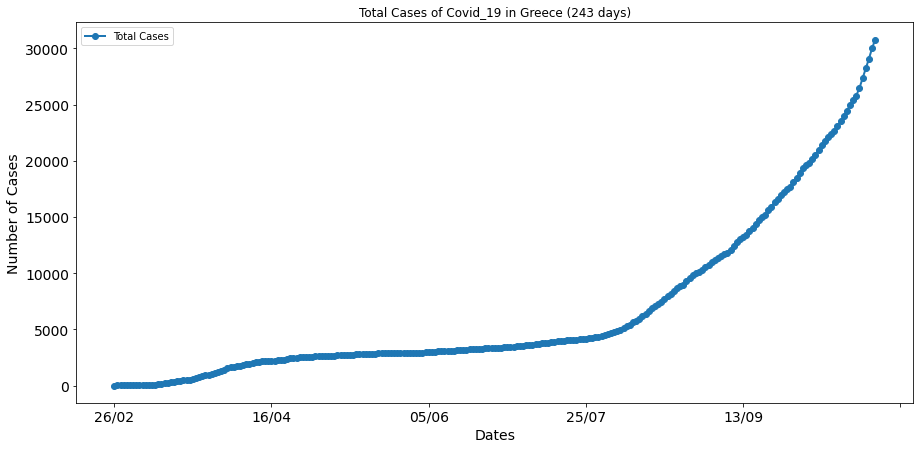 Total Cases of Covid_19 in Greece (243 days)
Total Cases
30000
25000
20000
15000
10000
5000
0
Number of Cases
26/02 16/04 05/06 25/07 13/09
Dates